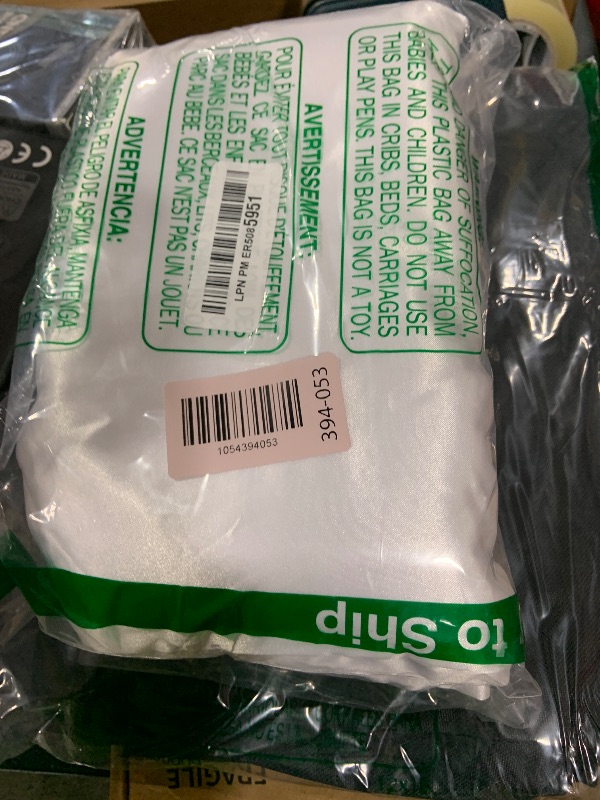 DANGER OF SUFFOCATION,
THIS PLASTIC BAG AWAY FROM
BABIES AND CHILDREN. DO NOT USE
THIS BAG IN CRIBS, BEDS, CARRIAGES
OR PLAY PENS. THIS BAG IS NOT A TOY.
AVERTISSEMENT:
POUR ÉVITER TOUT D'ÉTOUFFEMENT,
GARDEZ CE SAC
BÉBÉS ET LES
SAC DANS LES
PARC AU BÉBÉ. CE SAC N'EST PAS UN JOUET.
LPN PM ER5085951
ADVERTENCIA:
PELIGRO DE ASFIXIA, MANTENGA
CE
1054394053
394-053
to Ship
FRAGILE